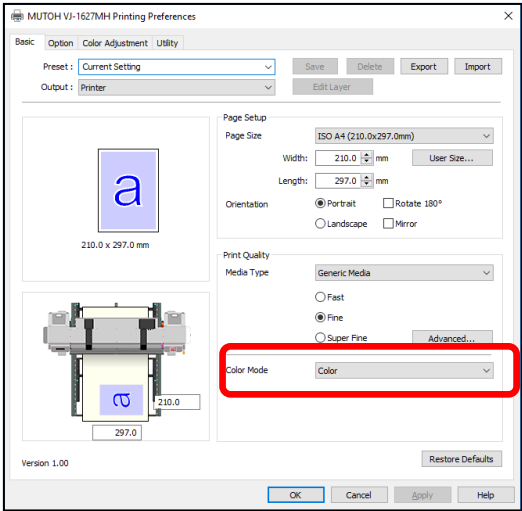 MUTOH VJ-1627MH Printing Preferences
Basic Option Color Adjustment Utility
Preset : Current Setting Save Delete Export Import
Output : Printer Edit Layer
Page Setup
Page Size ISO A4 (210.0x297.0mm)
Width: 210.0 mm User Size...
Length: 297.0 mm
Orientation Portrait Rotate 180°
Landscape Mirror
a
210.0 x 297.0 mm
Print Quality
Media Type Generic Media
Fast
Fine
Super Fine Advanced...
Color Mode Color
a 210.0
297.0
Version 1.00 Restore Defaults
OK Cancel Apply Help